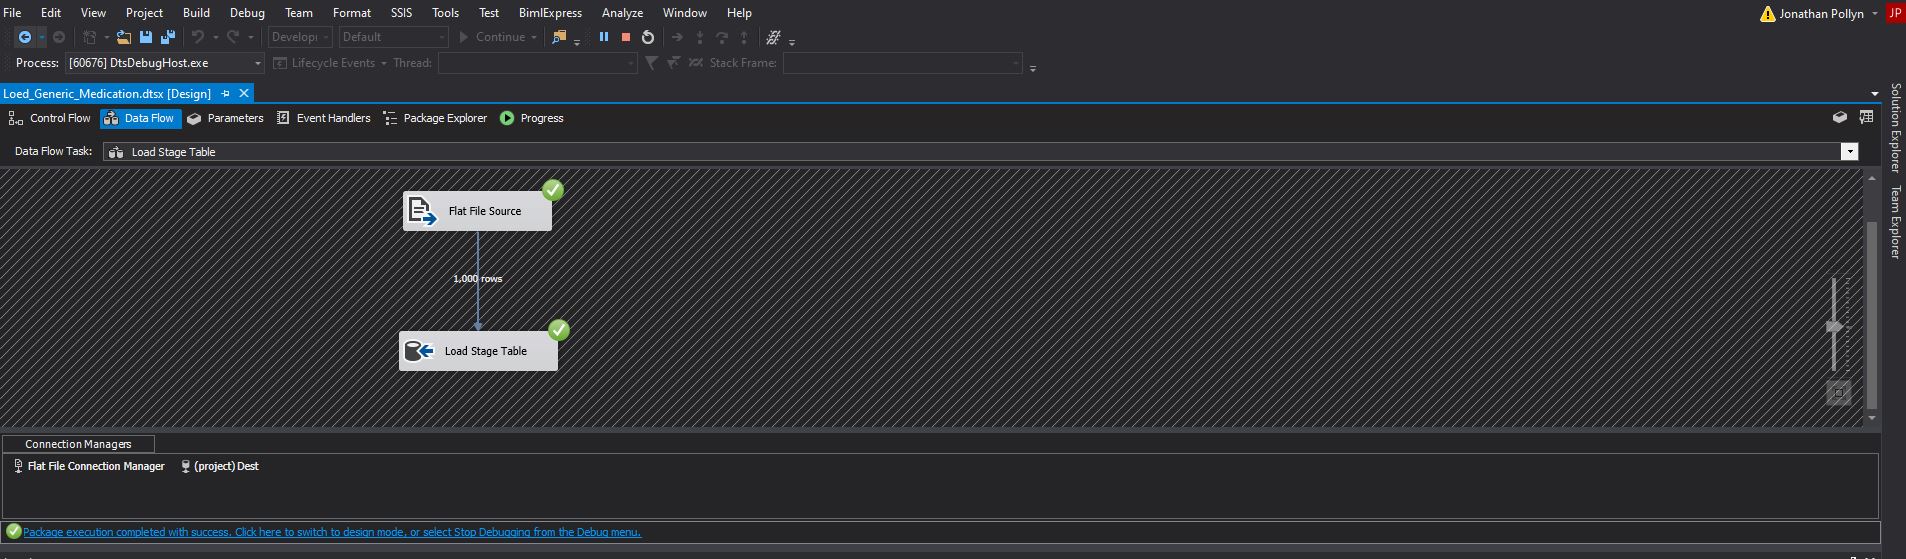 File Edit View Project Build Debug Team Format SSIS Tools Test BimlExpress Analyze Window Help Jonathan Pollyn JP
Develop Default Continue
Process: [60676] DtsDebugHost.exe Lifecycle Events Thread: Stack Frame:
Loed_Generic_Medication.dtsx [Design]
Control Flow Data Flow Parameters Event Handlers Package Explorer Progress
Data Flow Task: Load Stage Table
Flat File Source
1,000 rows
Load Stage Table
Connection Managers
Flat File Connection Manager (project) Dest
Package execution completed with success. Click here to switch to design mode, or select Stop Debugging from the Debug menu.
Solution Explorer
Team Explorer